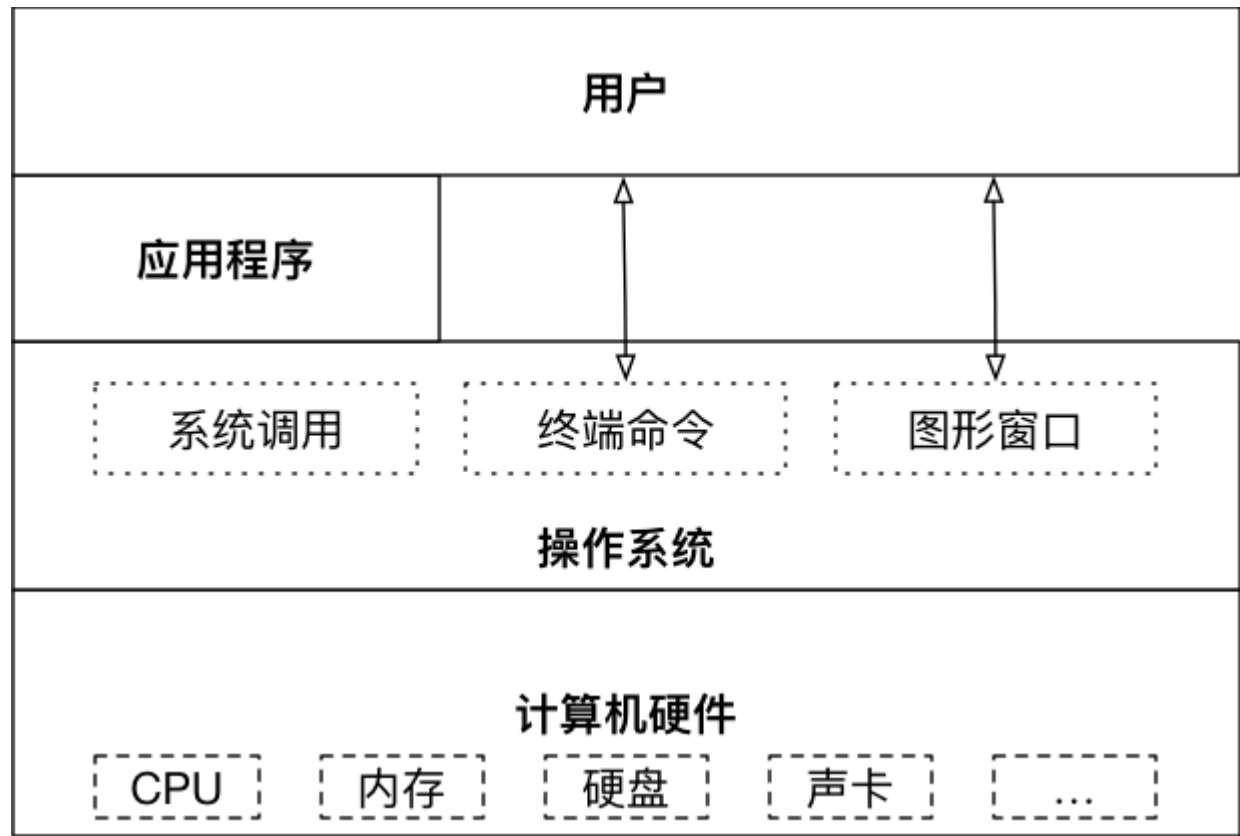 用户
应用程序
系统调用 终端命令 图形窗口
操作系统
计算机硬件
CPU 内存 硬盘 声卡 ...